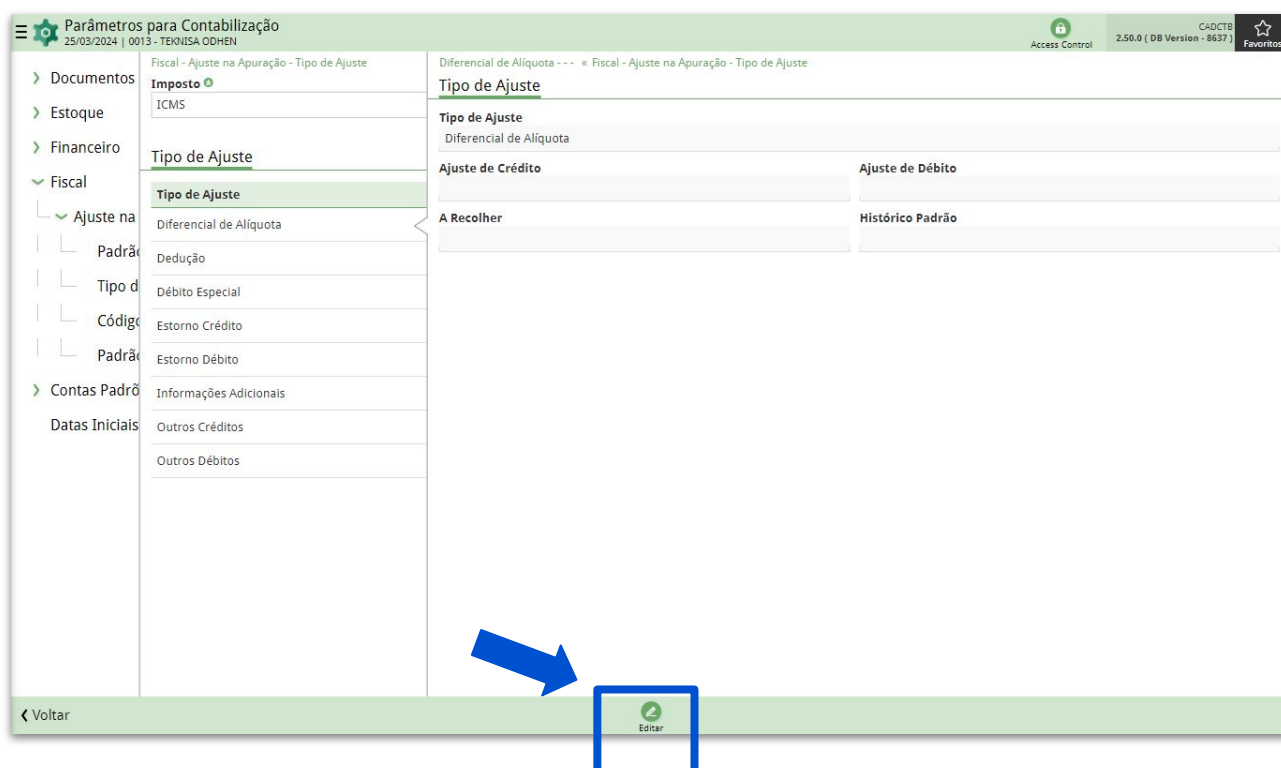 Parâmetros para Contabilização
25/03/2024 | 0013 - TEKNISA ODHEN
Access Control
CADCTB
2.50.0 ( DB Version - 8637 )
Favoritos
Documentos
Estoque
Financeiro
Fiscal
Ajuste na
Padrã
Tipo d
Códig
Padrã
Contas Padrõ
Datas Iniciais
Fiscal - Ajuste na Apuração - Tipo de Ajuste
Imposto
ICMS
Tipo de Ajuste
Tipo de Ajuste
Diferencial de Alíquota
Dedução
Débito Especial
Estorno Crédito
Estorno Débito
Informações Adicionais
Outros Créditos
Outros Débitos
Diferencial de Alíquota - - - « Fiscal - Ajuste na Apuração - Tipo de Ajuste
Tipo de Ajuste
Tipo de Ajuste
Diferencial de Alíquota
Ajuste de Crédito
Ajuste de Débito
A Recolher
Histórico Padrão
Voltar
Editar